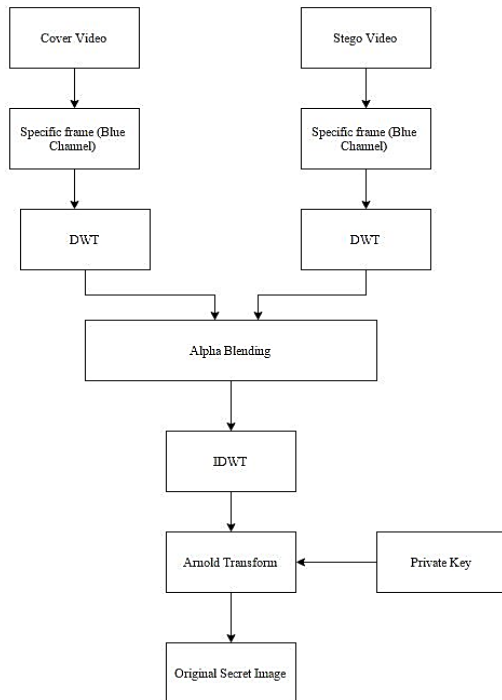 Cover Video
Stego Video
Specific frame (Blue
Channel)
Specific frame (Blue
Channel)
DWT
DWT
Alpha Blending
IDWT
Arnold Transform
Private Key
Original Secret Image